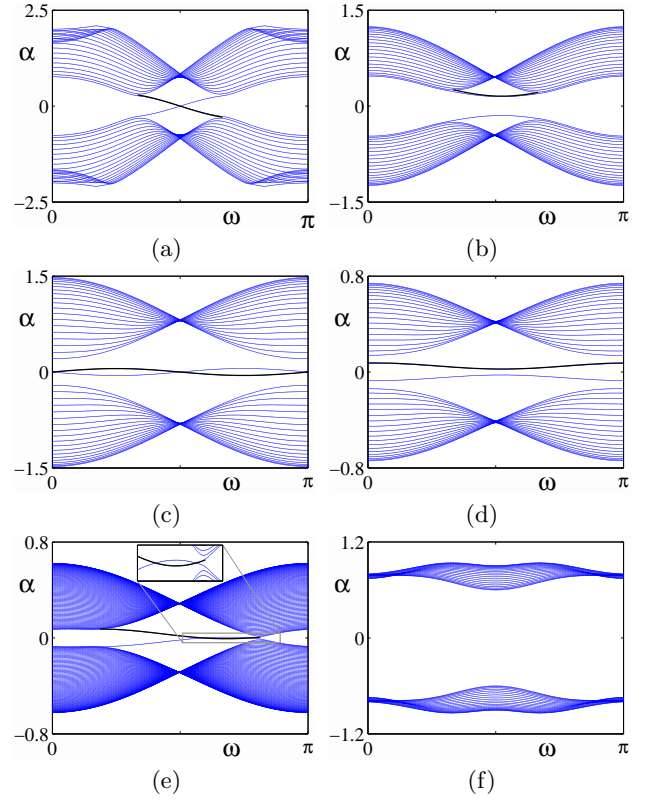 2.5 1.5
α α
0 0
−2.5 −1.5
0 ω π 0 ω π
(a) (b)
1.5 0.8
α α
0 0
−1.5 −0.8
0 ω π 0 ω π
(c) (d)
0.8 1.2
α α
0 0
−0.8 −1.2
0 ω π 0 ω π
(e) (f)